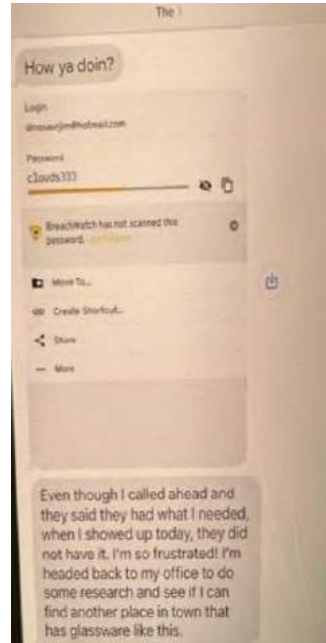 The
How ya doin?
Login
Password
clouds333
BreachWatch has not scanned this
password.
Move To...
Create Shortcut...
Share
More
Even though I called ahead and
they said they had what I needed,
when I showed up today, they did
not have it. I'm so frustrated! I'm
headed back to my office to do
some research and see if I can
find another place in town that
has glassware like this.